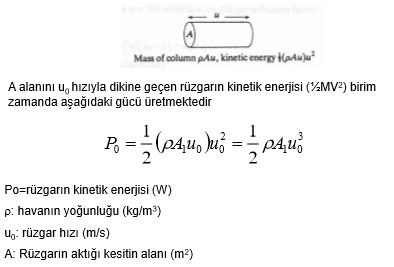 u
A
Mass of column ρAu, kinetic energy ½(ρAu)u²
A alanını u₀ hızıyla dikine geçen rüzgarın kinetik enerjisi (½MV²) birim
zamanda aşağıdaki gücü üretmektedir
P₀ = 1/2 (ρA₁u₀)u₀² = 1/2 ρA₁u₀³
Po=rüzgarın kinetik enerjisi (W)
ρ: havanın yoğunluğu (kg/m³)
u₀: rüzgar hızı (m/s)
A: Rüzgarın aktığı kesitin alanı (m²)